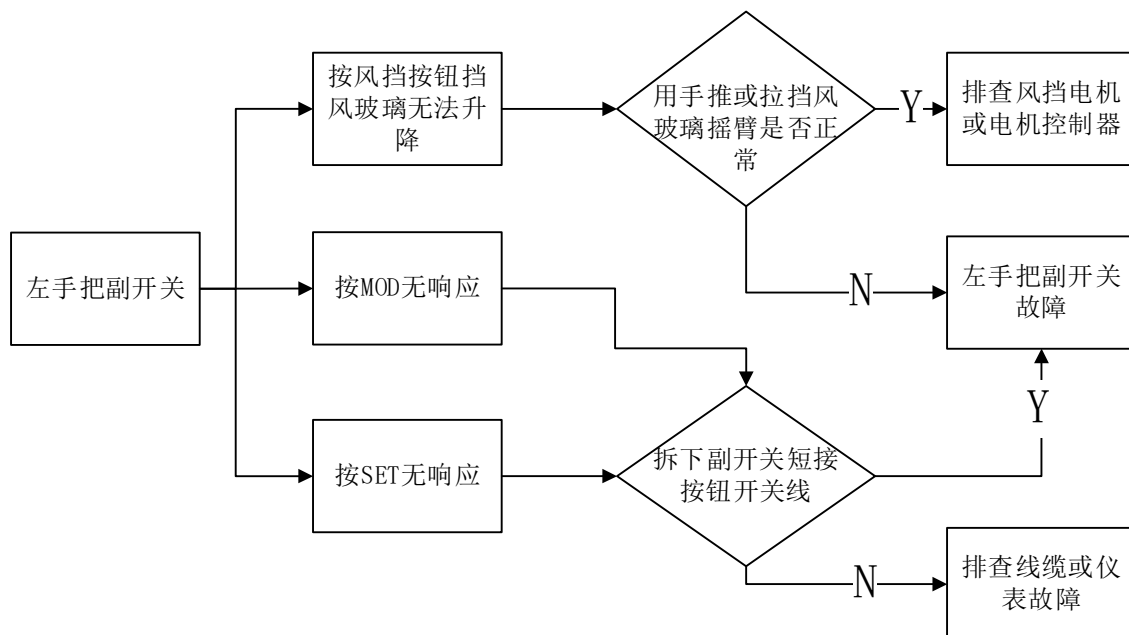 按风挡按钮挡
风玻璃无法升
降
用手推或拉挡风
玻璃摇臂是否正
常
Y
排查风挡电机
或电机控制器
左手把副开关
按MOD无响应
N
左手把副开关
故障
Y
按SET无响应
拆下副开关短接
按钮开关线
N
排查线缆或仪
表故障